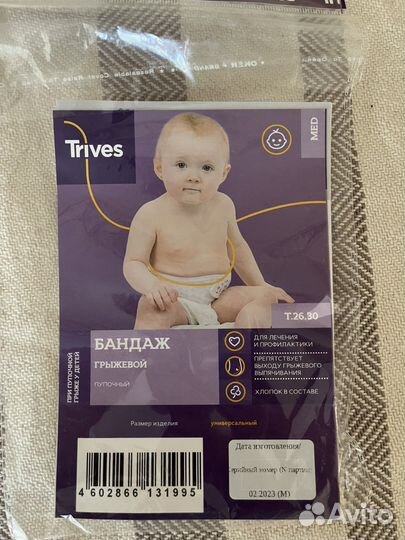 Trives
MED
Т.26.30
БАНДАЖ
ГРЫЖЕВОЙ
ПУПОЧНЫЙ
ПРИ ПУПОЧНОЙ
ГРЫЖЕ У ДЕТЕЙ
ДЛЯ ЛЕЧЕНИЯ
И ПРОФИЛАКТИКИ
ПРЕПЯТСТВУЕТ
ВЫХОДУ ГРЫЖЕВОГО
ВЫПЯЧИВАНИЯ
ХЛОПОК В СОСТАВЕ
Размер изделия
универсальный
Дата изготовления/
Серийный номер (N партии)
02.2023 (М)
4 602866 131995
Avito